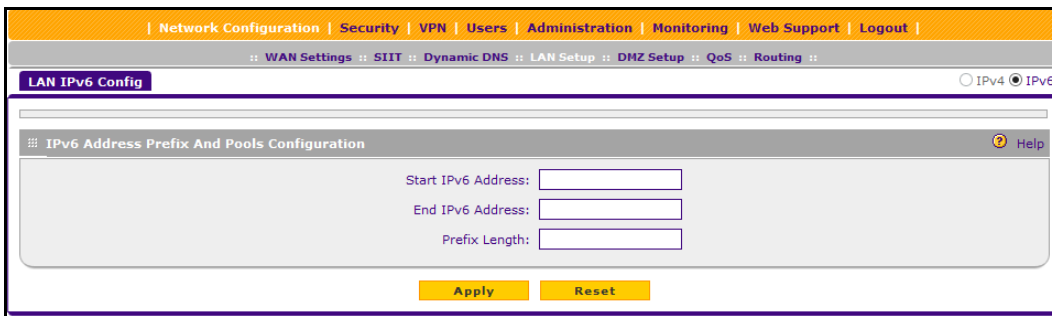 | Network Configuration | Security | VPN | Users | Administration | Monitoring | Web Support | Logout |
:: WAN Settings :: SIIT :: Dynamic DNS :: LAN Setup :: DMZ Setup :: QoS :: Routing ::
LAN IPv6 Config IPv4 IPv6
IPv6 Address Prefix And Pools Configuration ? Help
Start IPv6 Address:
End IPv6 Address:
Prefix Length:
Apply Reset